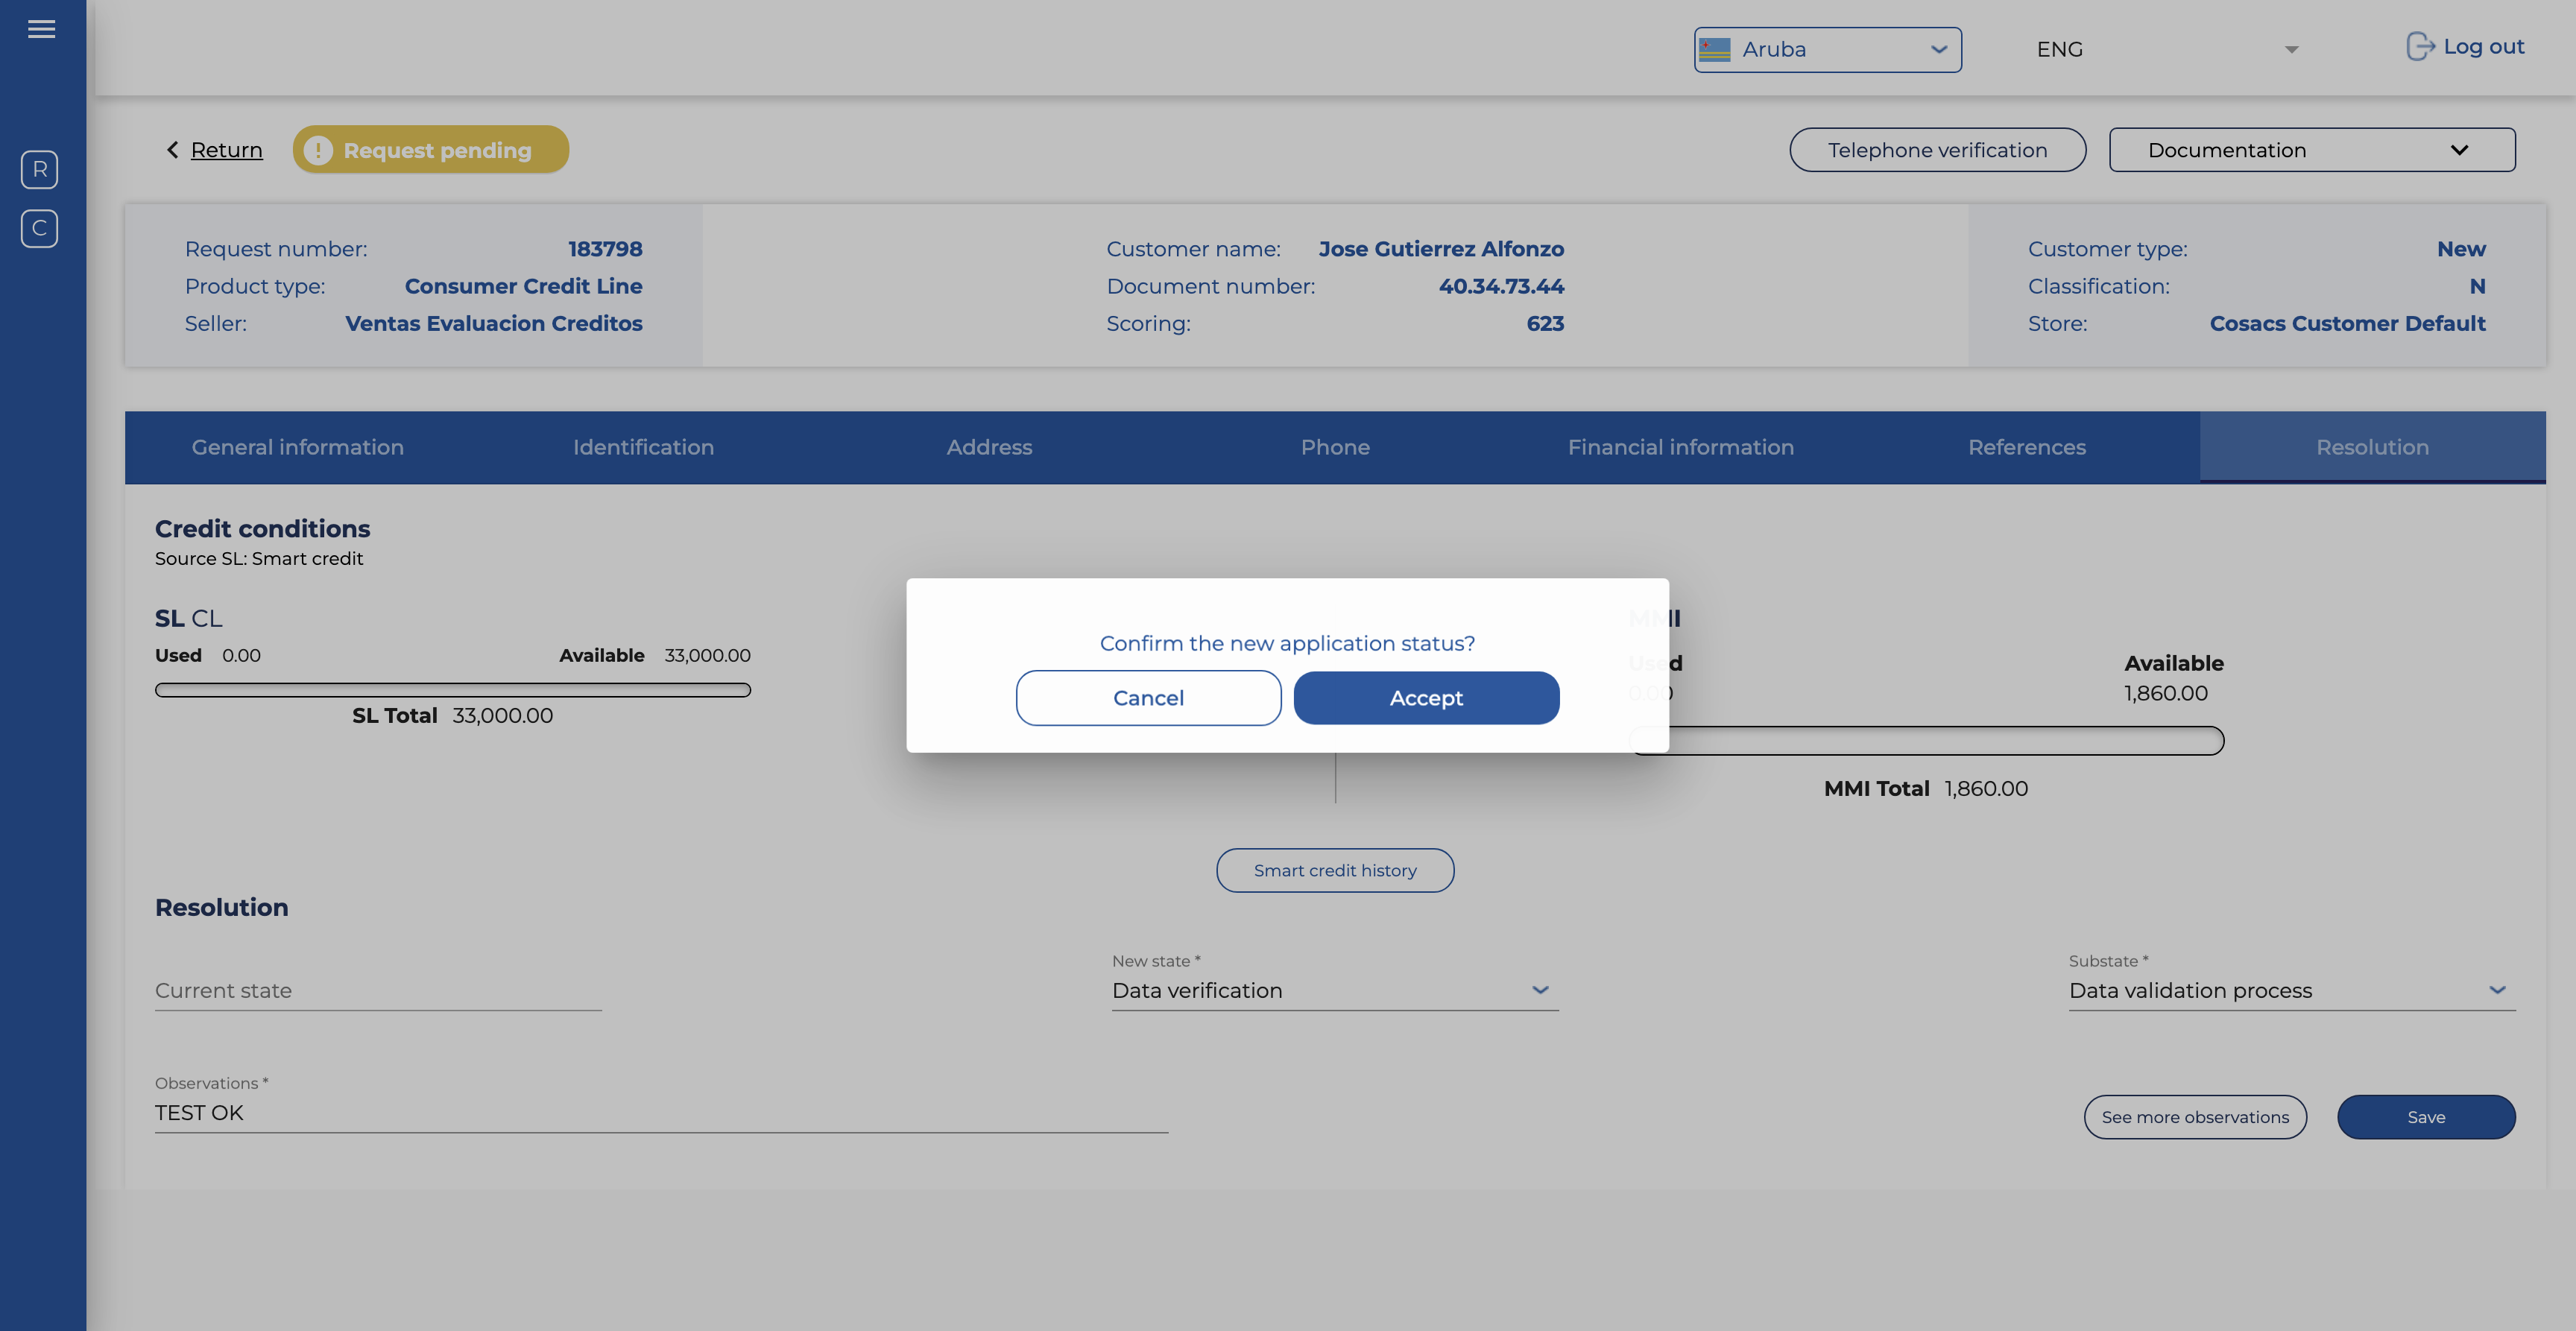 Aruba
ENG
Log out
R
C
Return
! Request pending
Telephone verification
Documentation
Request number: 183798
Product type: Consumer Credit Line
Seller: Ventas Evaluacion Creditos
Customer name: Jose Gutierrez Alfonzo
Document number: 40.34.73.44
Scoring: 623
Customer type: New
Classification: N
Store: Cosacs Customer Default
General information
Identification
Address
Phone
Financial information
References
Resolution
Credit conditions
Source SL: Smart credit
SL CL
Used 0.00 Available 33,000.00
SL Total 33,000.00
Confirm the new application status?
Cancel
Accept
MMI
Used
0.00
Available
1,860.00
MMI Total 1,860.00
Smart credit history
Resolution
Current state
New state *
Data verification
Substate *
Data validation process
Observations *
TEST OK
See more observations
Save